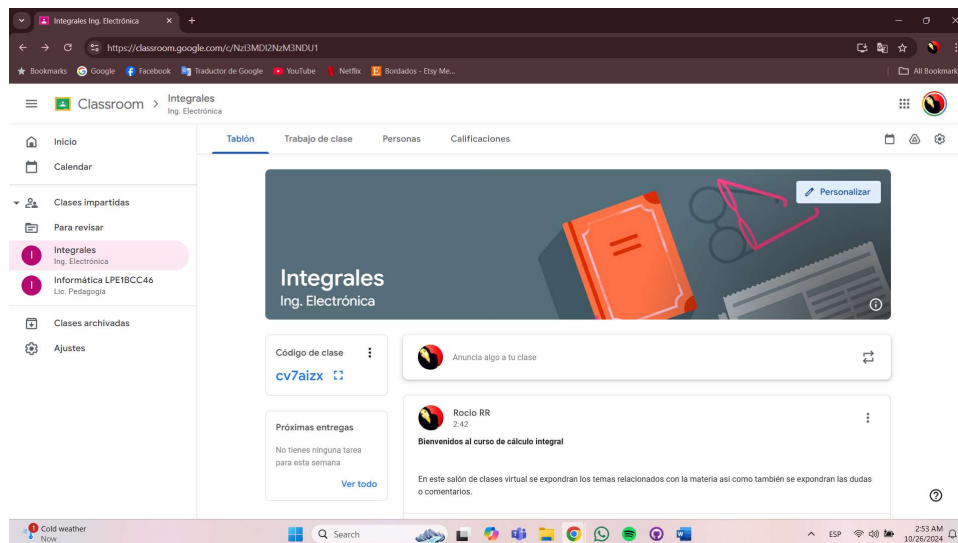 Integrales Ing. Electrónica
https://classroom.google.com/c/NzI3MDI2NzM3NDU1
Bookmarks Google Facebook Traductor de Google YouTube Netflix Bordados - Etsy Me... All Bookmark
Classroom > Integrales
Ing. Electrónica
Inicio
Calendar
Clases impartidas
Para revisar
I Integrales
Ing. Electrónica
I Informática LPE1BCC46
Lic. Pedagogía
Clases archivadas
Ajustes
Tablón Trabajo de clase Personas Calificaciones
Personalizar
Integrales
Ing. Electrónica
Código de clase
cv7aizx
Próximas entregas
No tienes ninguna tarea
para esta semana
Ver todo
Anuncia algo a tu clase
Rocio RR
2:42
Bienvenidos al curso de cálculo integral
En este salón de clases virtual se expondran los temas relacionados con la materia asi como también se expondran las dudas
o comentarios.
1 Cold weather
Now
Search
ESP
2:53 AM
10/26/2024